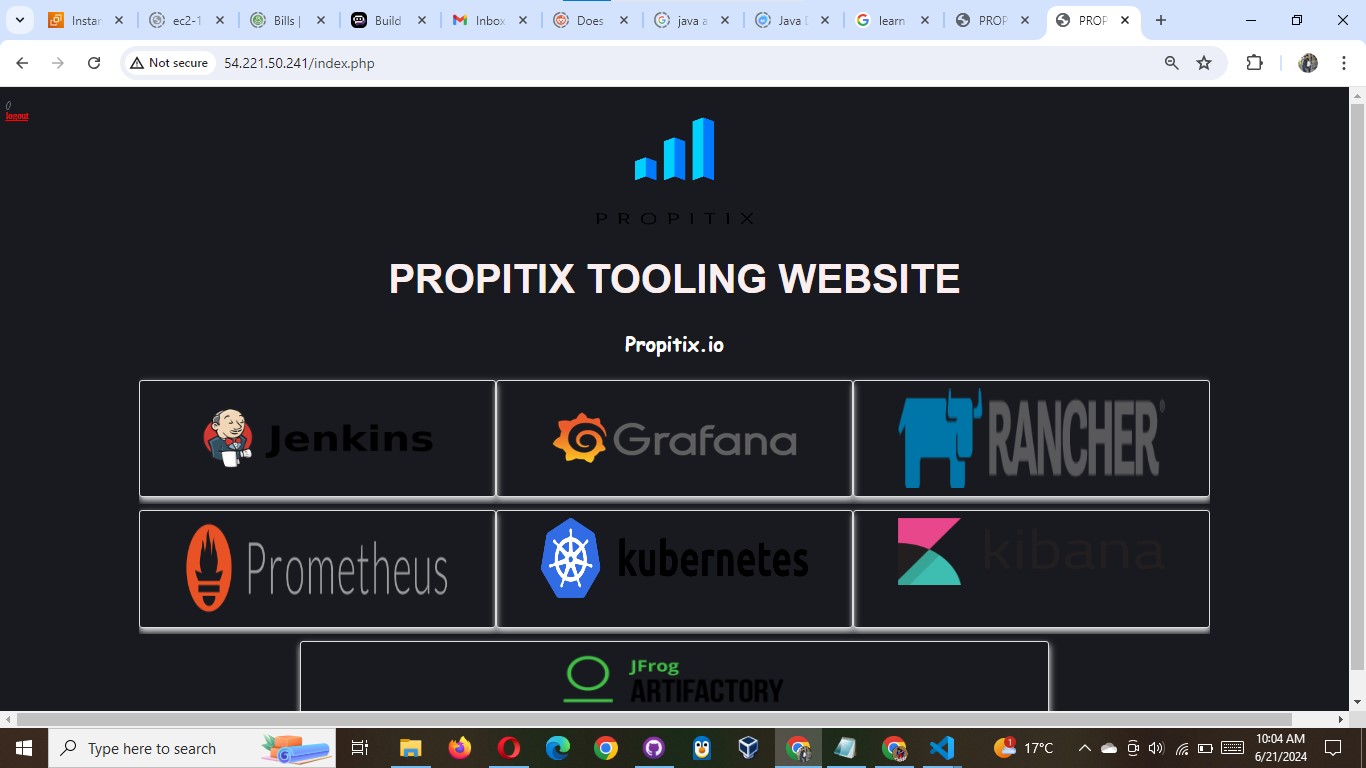 Instan
ec2-1
Bills |
Build
Inbox
Does
java a
Java D
learn
PROP
PROP
Not secure
54.221.50.241/index.php
()
logout
PROPITIX
PROPITIX TOOLING WEBSITE
Propitix.io
Jenkins
Grafana
RANCHER®
Prometheus
kubernetes
kibana
JFrog
ARTIFACTORY
Type here to search
1
17°C
10:04 AM
6/21/2024